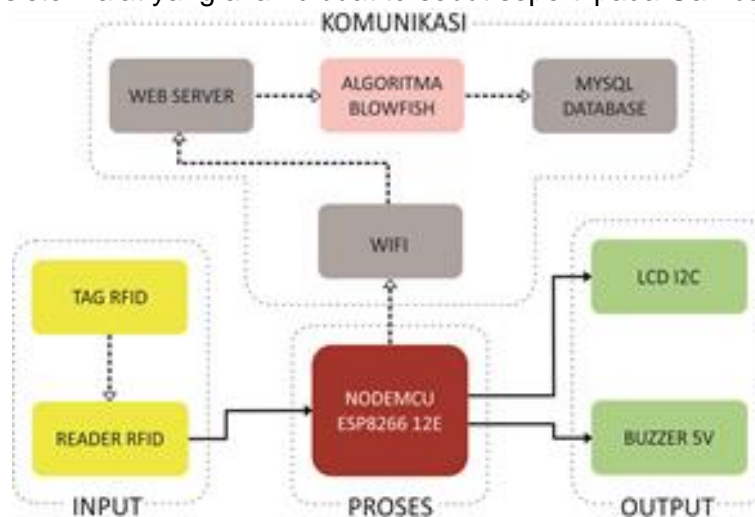 yang
KOMUNIKASI
WEB SERVER
ALGORITMA
BLOWFISH
MYSQL
DATABASE
WIFI
TAG RFID
LCD I2C
NODEMCU
ESP8266 12E
READER RFID
BUZZER 5V
INPUT
PROSES
OUTPUT